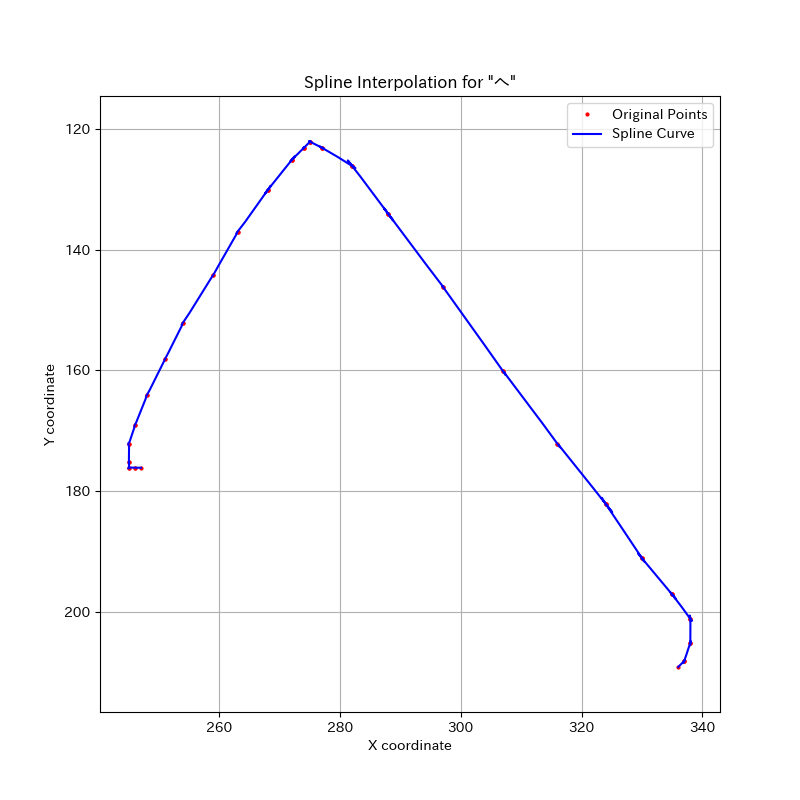 Spline Interpolation for "へ"
Original Points
Spline Curve
120
140
160
180
200
Y coordinate
260
280
300
320
340
X coordinate